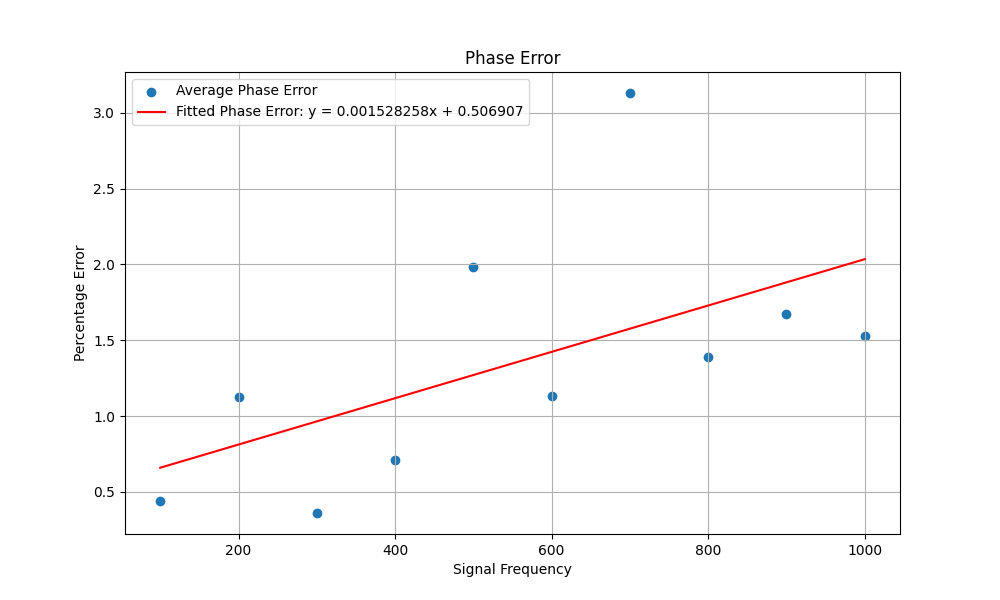 Phase Error
Average Phase Error
Fitted Phase Error: y = 0.001528258x + 0.506907
3.0
2.5
2.0
1.5
1.0
0.5
Percentage Error
200 400 600 800 1000
Signal Frequency